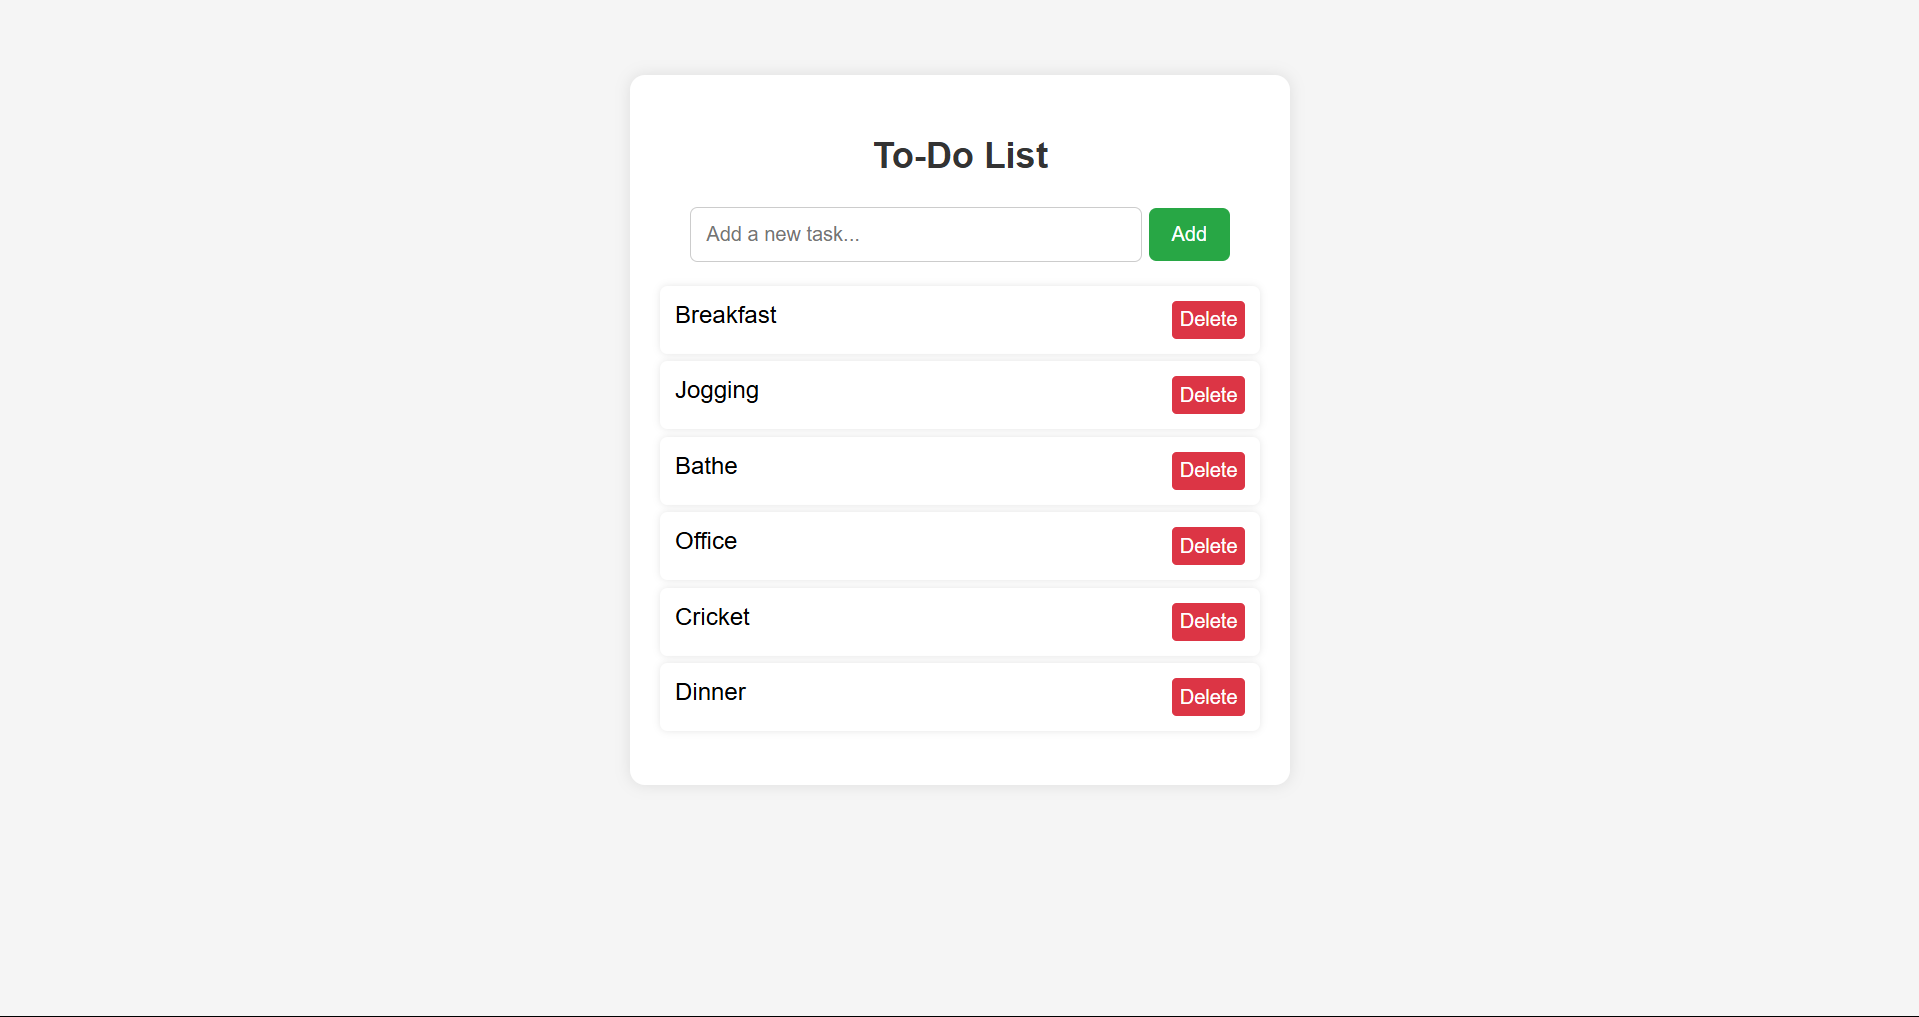 To-Do List
Add a new task... Add
Breakfast Delete
Jogging Delete
Bathe Delete
Office Delete
Cricket Delete
Dinner Delete